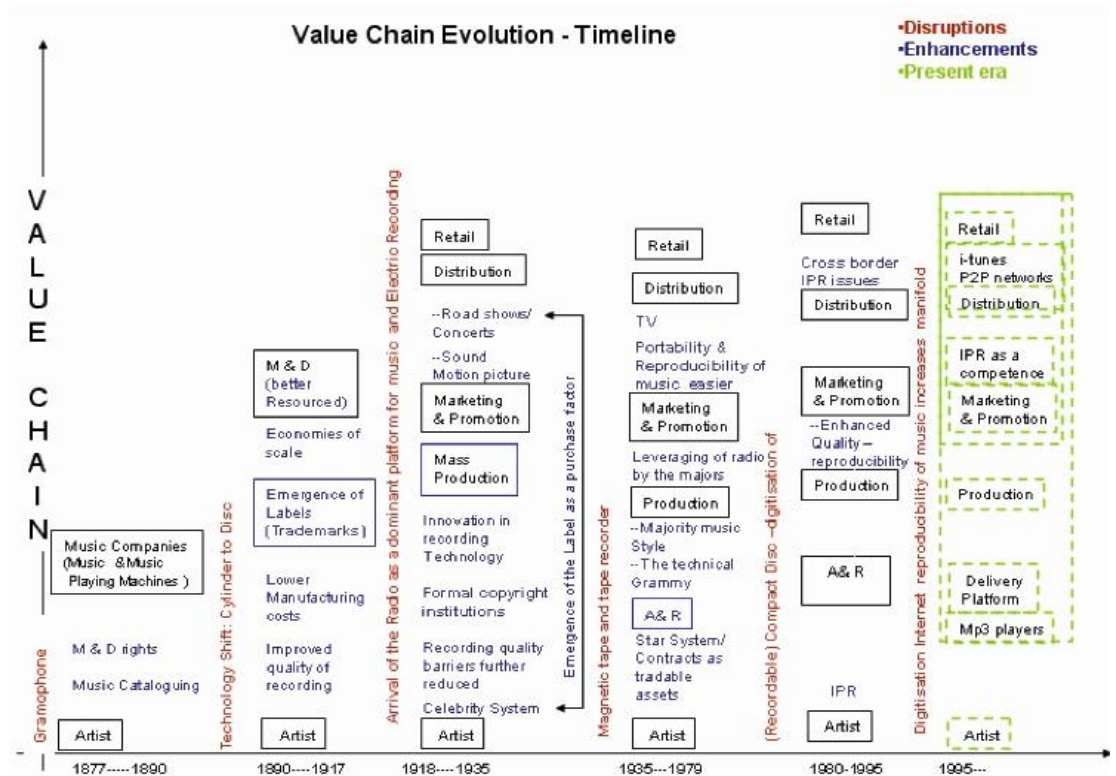 Value Chain Evolution - Timeline
•Disruptions
•Enhancements
•Present era
VALUE CHAIN
Gramophone
Music Companies
(Music &Music
Playing Machines )
M & D rights
Music Cataloguing
Artist
1877-----1890
Technology Shift: Cylinder to Disc
M & D
(better
Resourced)
Economies of
scale
Emergence of
Labels
(Trademarks)
Lower
Manufacturing
costs
Improved
quality of
recording
Artist
1890----1917
Arrival of the Radio as a dominant platform for music and Electric Recording
Retail
Distribution
--Road shows/
Concerts
--Sound
Motion picture
Marketing
& Promotion
Mass
Production
Innovation in
recording
Technology
Formal copyright
institutions
Recording quality
barriers further
reduced
Celebrity System
Artist
1918---1935
Emergence of the Label as a purchase factor
Magnetic tape and tape recorder
Retail
Distribution
TV
Portability &
Reproducibility of
music easier
Marketing
& Promotion
Leveraging of radio
by the majors
Production
--Majority music
Style
--The technical
Grammy
A& R
Star System/
Contracts as
tradable
assets
Artist
1935---1979
(Recordable) Compact Disc –digitisation of
Retail
Cross border
IPR issues
Distribution
Marketing
& Promotion
--Enhanced
Quality –
reproducibility
Production
A& R
IPR
Artist
1980-1995
Digitisation Internet reproducibility of music increases manifold
Retail
i-tunes
P2P networks
Distribution
IPR as a
competence
Marketing
& Promotion
Production
Delivery
Platform
Mp3 players
Artist
1995---